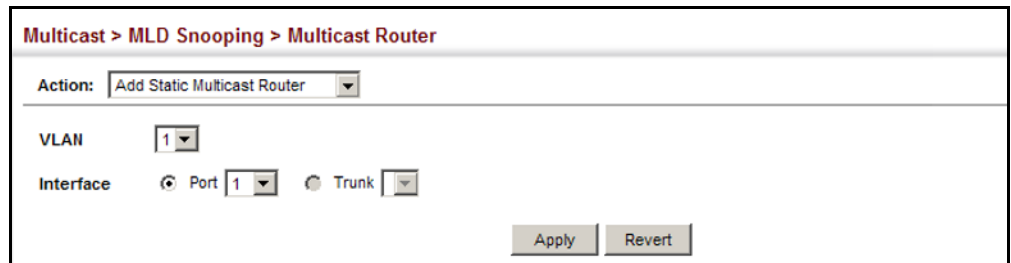 Multicast > MLD Snooping > Multicast Router
Action: Add Static Multicast Router
VLAN 1
Interface Port 1 Trunk
Apply Revert